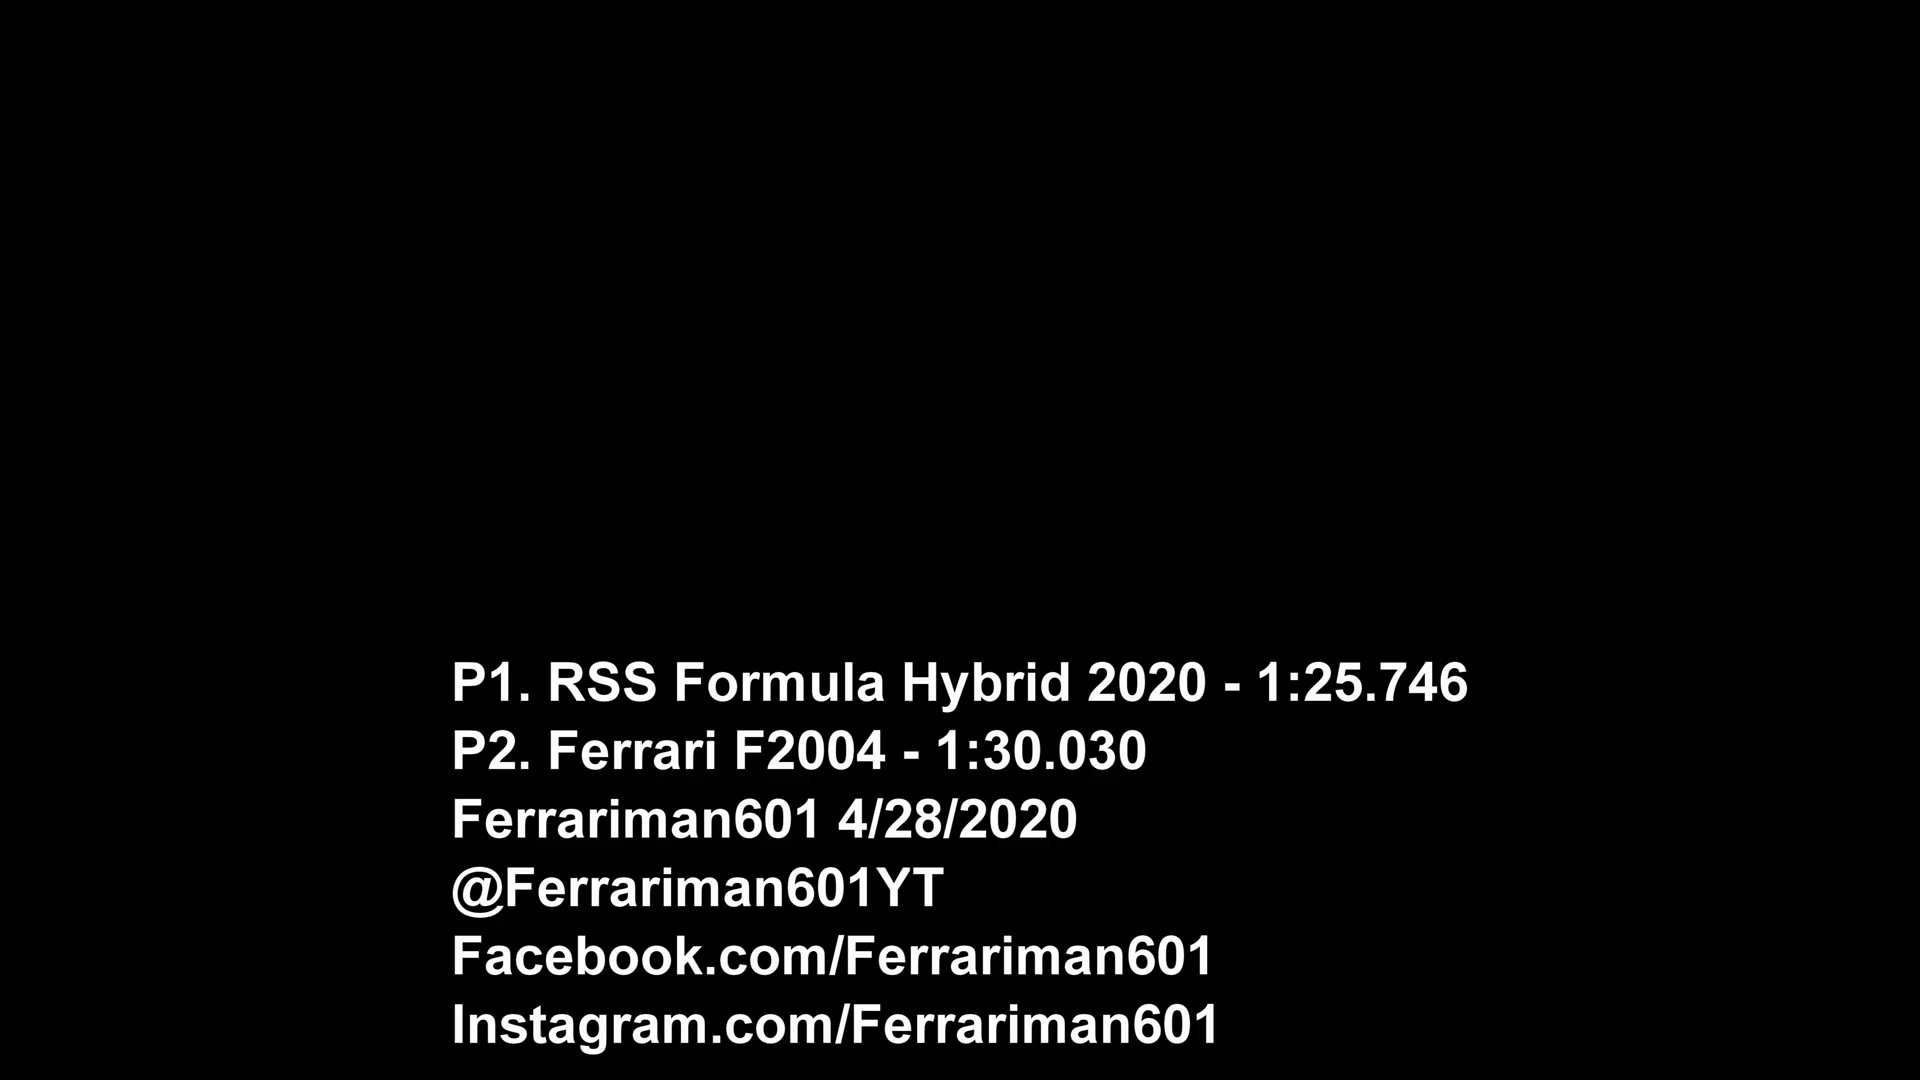 P1. RSS Formula Hybrid 2020 - 1:25.746
P2. Ferrari F2004 - 1:30.030
Ferrariman601 4/28/2020
@Ferrariman601YT
Facebook.com/Ferrariman601
Instagram.com/Ferrariman601